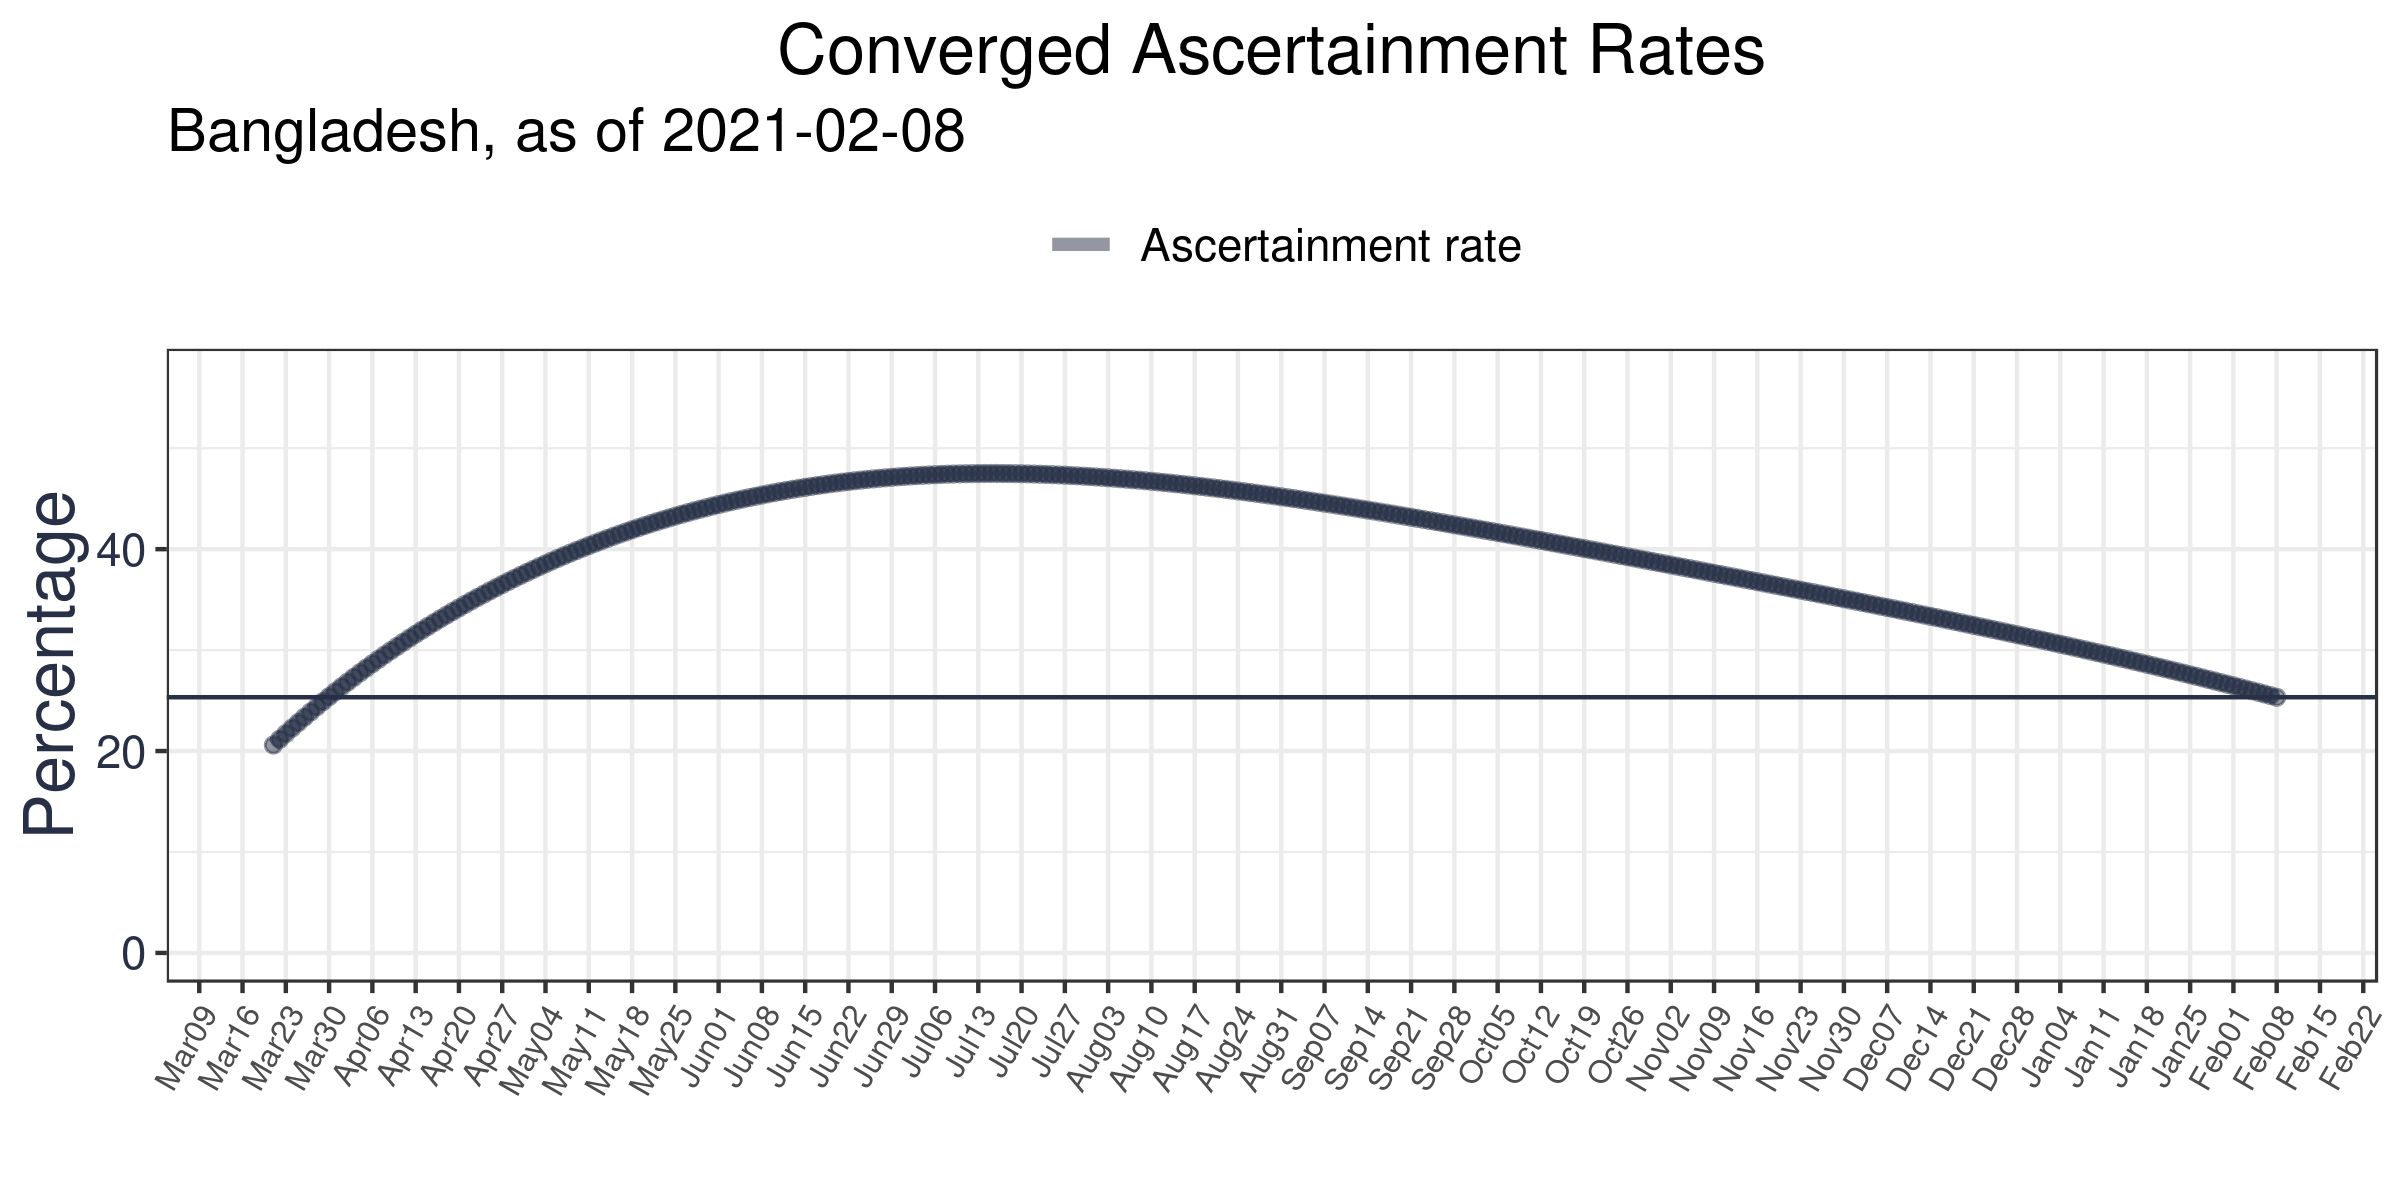 Converged Ascertainment Rates
Bangladesh, as of 2021-02-08
Ascertainment rate
Percentage
40
20
0
Mar09
Mar16
Mar23
Mar30
Apr06
Apr13
Apr20
Apr27
May04
May11
May18
May25
Jun01
Jun08
Jun15
Jun22
Jun29
Jul06
Jul13
Jul20
Jul27
Aug03
Aug10
Aug17
Aug24
Aug31
Sep07
Sep14
Sep21
Sep28
Oct05
Oct12
Oct19
Oct26
Nov02
Nov09
Nov16
Nov23
Nov30
Dec07
Dec14
Dec21
Dec28
Jan04
Jan11
Jan18
Jan25
Feb01
Feb08
Feb15
Feb22